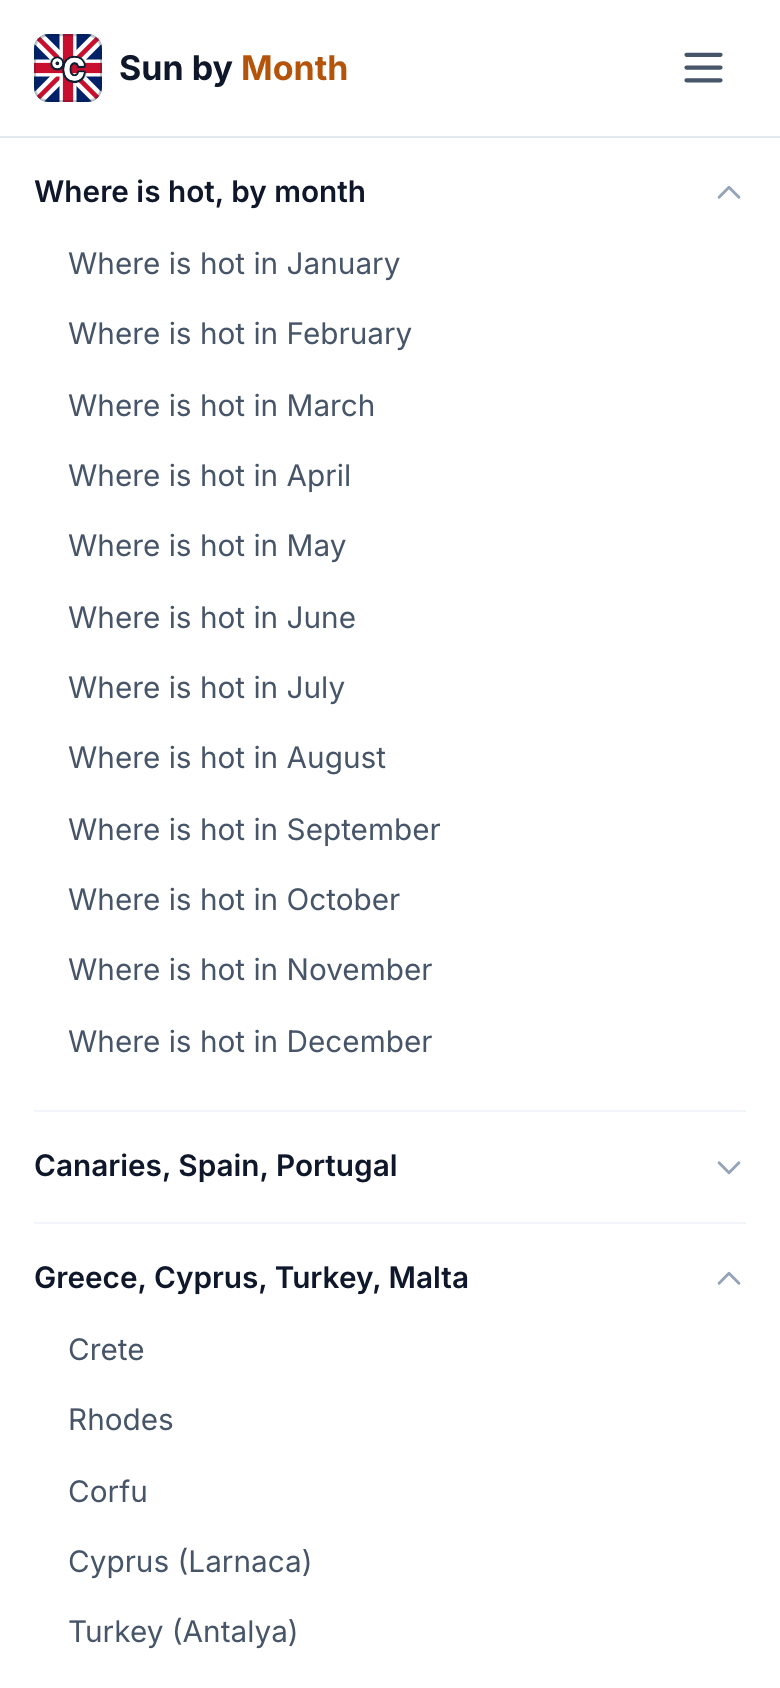 °C Sun by Month
Where is hot, by month
Where is hot in January
Where is hot in February
Where is hot in March
Where is hot in April
Where is hot in May
Where is hot in June
Where is hot in July
Where is hot in August
Where is hot in September
Where is hot in October
Where is hot in November
Where is hot in December
Canaries, Spain, Portugal
Greece, Cyprus, Turkey, Malta
Crete
Rhodes
Corfu
Cyprus (Larnaca)
Turkey (Antalya)